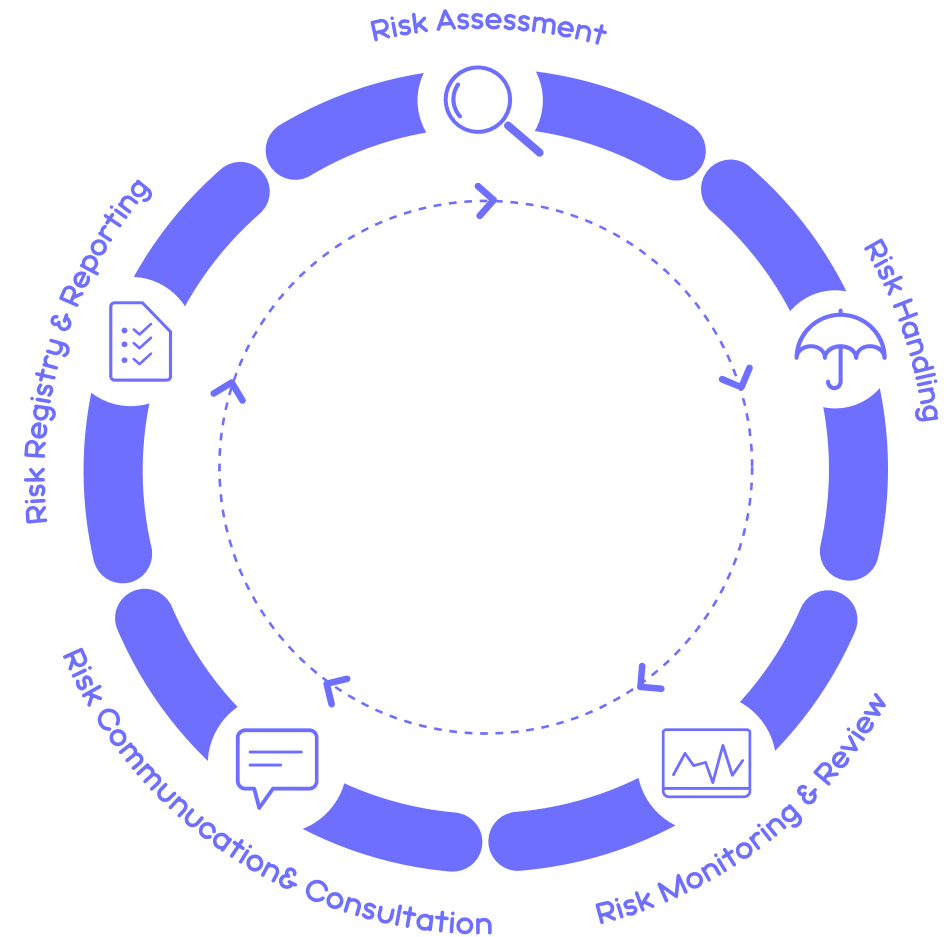 Risk Assessment
Risk Handling
Risk Monitoring & Review
Risk Communucation& Consultation
Risk Registry & Reporting